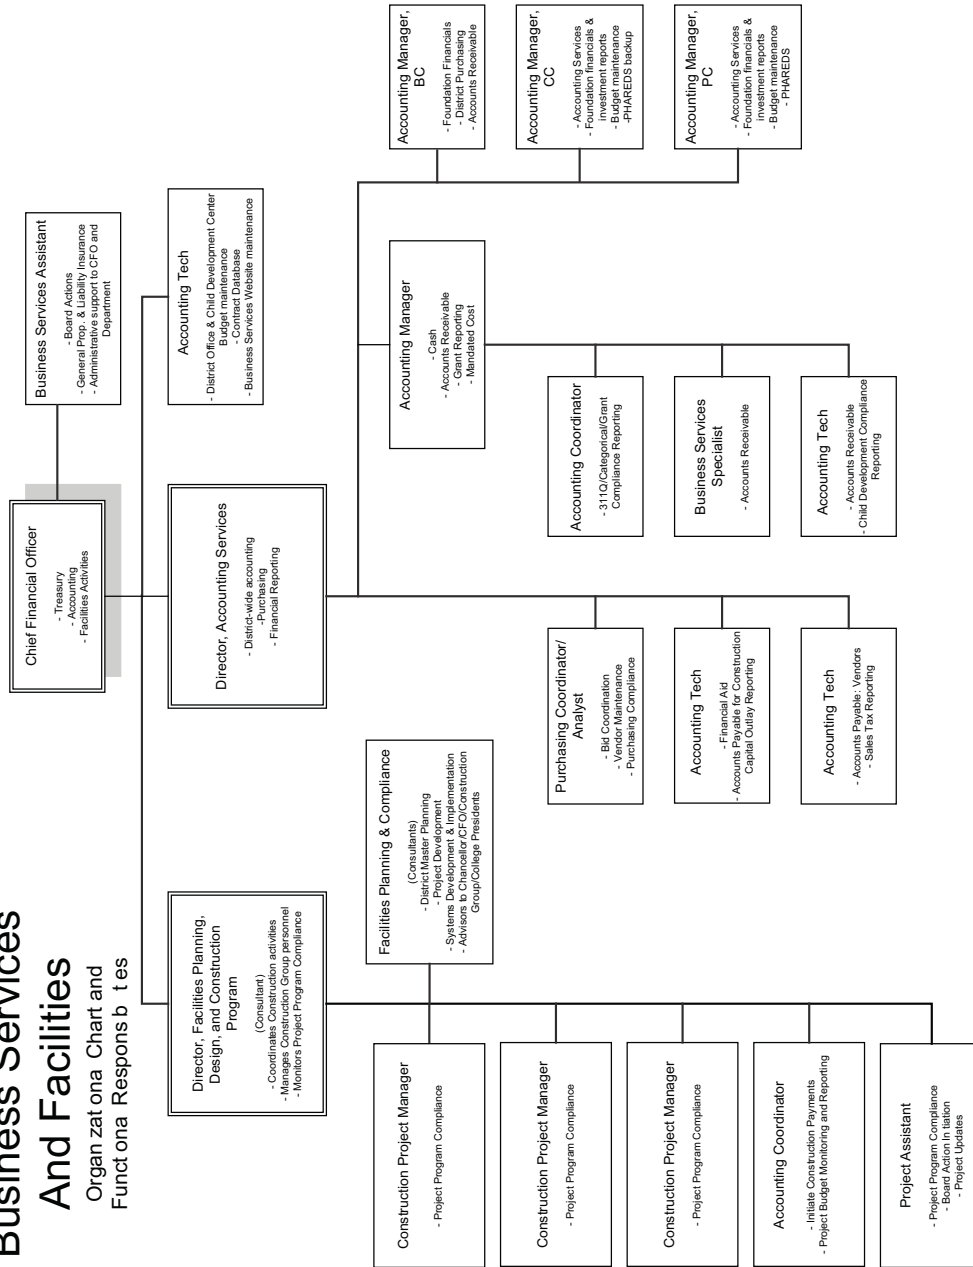 Business Services
And Facilities
Organ zat ona Chart and
Funct ona Respons b t es
Chief Financial Officer
- Treasury
- Accounting
- Facilities Activities
Business Services Assistant
- Board Actions
- General Prop. & Liability Insurance
- Administrative support to CFO and
Department
Director, Facilities Planning,
Design, and Construction
Program
(Consultant)
- Coordinates Construction activities
- Manages Construction Group personnel
- Monitors Project Program Compliance
Director, Accounting Services
- District-wide accounting
-Purchasing
- Financial Reporting
Accounting Tech
- District Office & Child Development Center
Budget maintenance
- Contract Database
- Business Services Website maintenance
Facilities Planning & Compliance
(Consultants)
- District Master Planning
- Project Development
- Systems Development & Implementation
- Advisors to Chancellor/CFO/Construction
Group/College Presidents
Construction Project Manager
- Project Program Compliance
Construction Project Manager
- Project Program Compliance
Construction Project Manager
- Project Program Compliance
Accounting Coordinator
- Initiate Construction Payments
- Project Budget Monitoring and Reporting
Project Assistant
- Project Program Compliance
- Board Action In tiation
- Project Updates
Purchasing Coordinator/
Analyst
- Bid Coordination
- Vendor Maintenance
- Purchasing Compliance
Accounting Tech
- Financial Aid
- Accounts Payable for Construction
Capital Outlay Reporting
Accounting Tech
- Accounts Payable: Vendors
- Sales Tax Reporting
Accounting Manager
- Cash
- Accounts Receivable
- Grant Reporting
- Mandated Cost
Accounting Coordinator
- 311Q/Categorical/Grant
Compliance Reporting
Business Services
Specialist
- Accounts Receivable
Accounting Tech
- Accounts Receivable
- Child Development Compliance
Reporting
Accounting Manager,
BC
- Foundation Financials
- District Purchasing
- Accounts Receivable
Accounting Manager,
CC
- Accounting Services
- Foundation financials &
investment reports
- Budget maintenance
-PHAREDS backup
Accounting Manager,
PC
- Accounting Services
- Foundation financials &
investment reports
- Budget maintenance
- PHAREDS